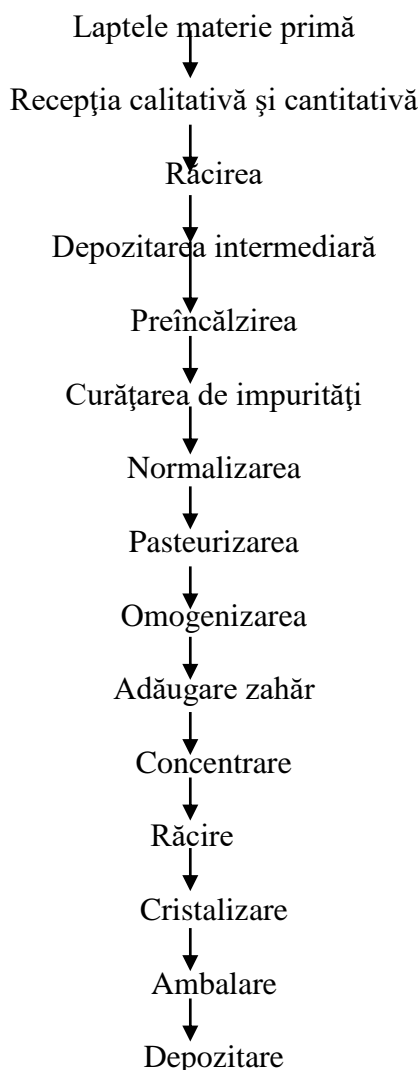 Laptele materie primă
Recepţia calitativă şi cantitativă
Răcirea
Depozitarea intermediară
Preîncălzirea
Curăţarea de impurităţi
Normalizarea
Pasteurizarea
Omogenizarea
Adăugare zahăr
Concentrare
Răcire
Cristalizare
Ambalare
Depozitare